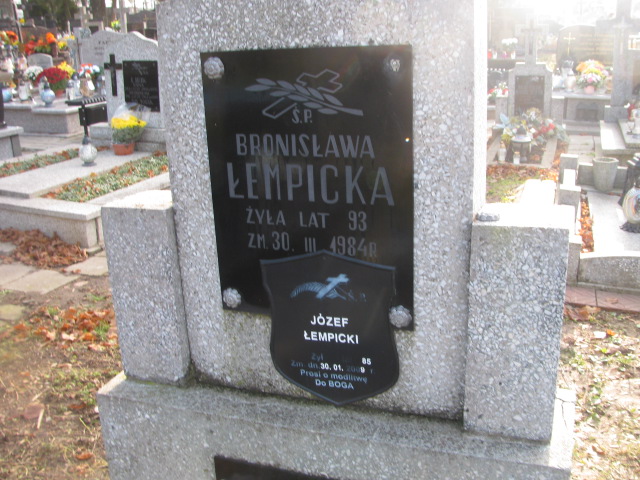 Ś.P.
BRONISŁAWA
ŁEMPICKA
ŻYŁA LAT 93
ZM. 30. III 1984 R
JÓZEF
ŁEMPICKI
Żył 85
Zm. dn. 30.01. r
Prosi o modlitwę
Do BOGA